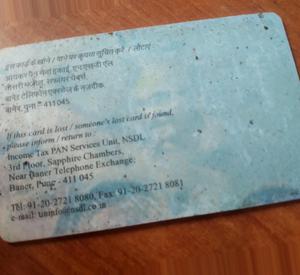 इस कार्ड के खोने / पाने पर कृपया सूचित करें / लौटाएं
आयकर पैन सेवा इकाई, एनएसडीएल
तीसरी मंजिल, सफायर चेंबर्स,
बानेर टेलिफोन एक्सचेंज के नजदीक,
बानेर, पुना - 411 045
If this card is lost / someone's lost card is found,
please inform / return to :
Income Tax PAN Services Unit, NSDL
3rd Floor, Sapphire Chambers,
Near Baner Telephone Exchange,
Baner, Pune - 411 045
Tel: 91-20-2721 8080, Fax: 91-20-2721 8081
e-mail: tininfo@nsdl.co.in